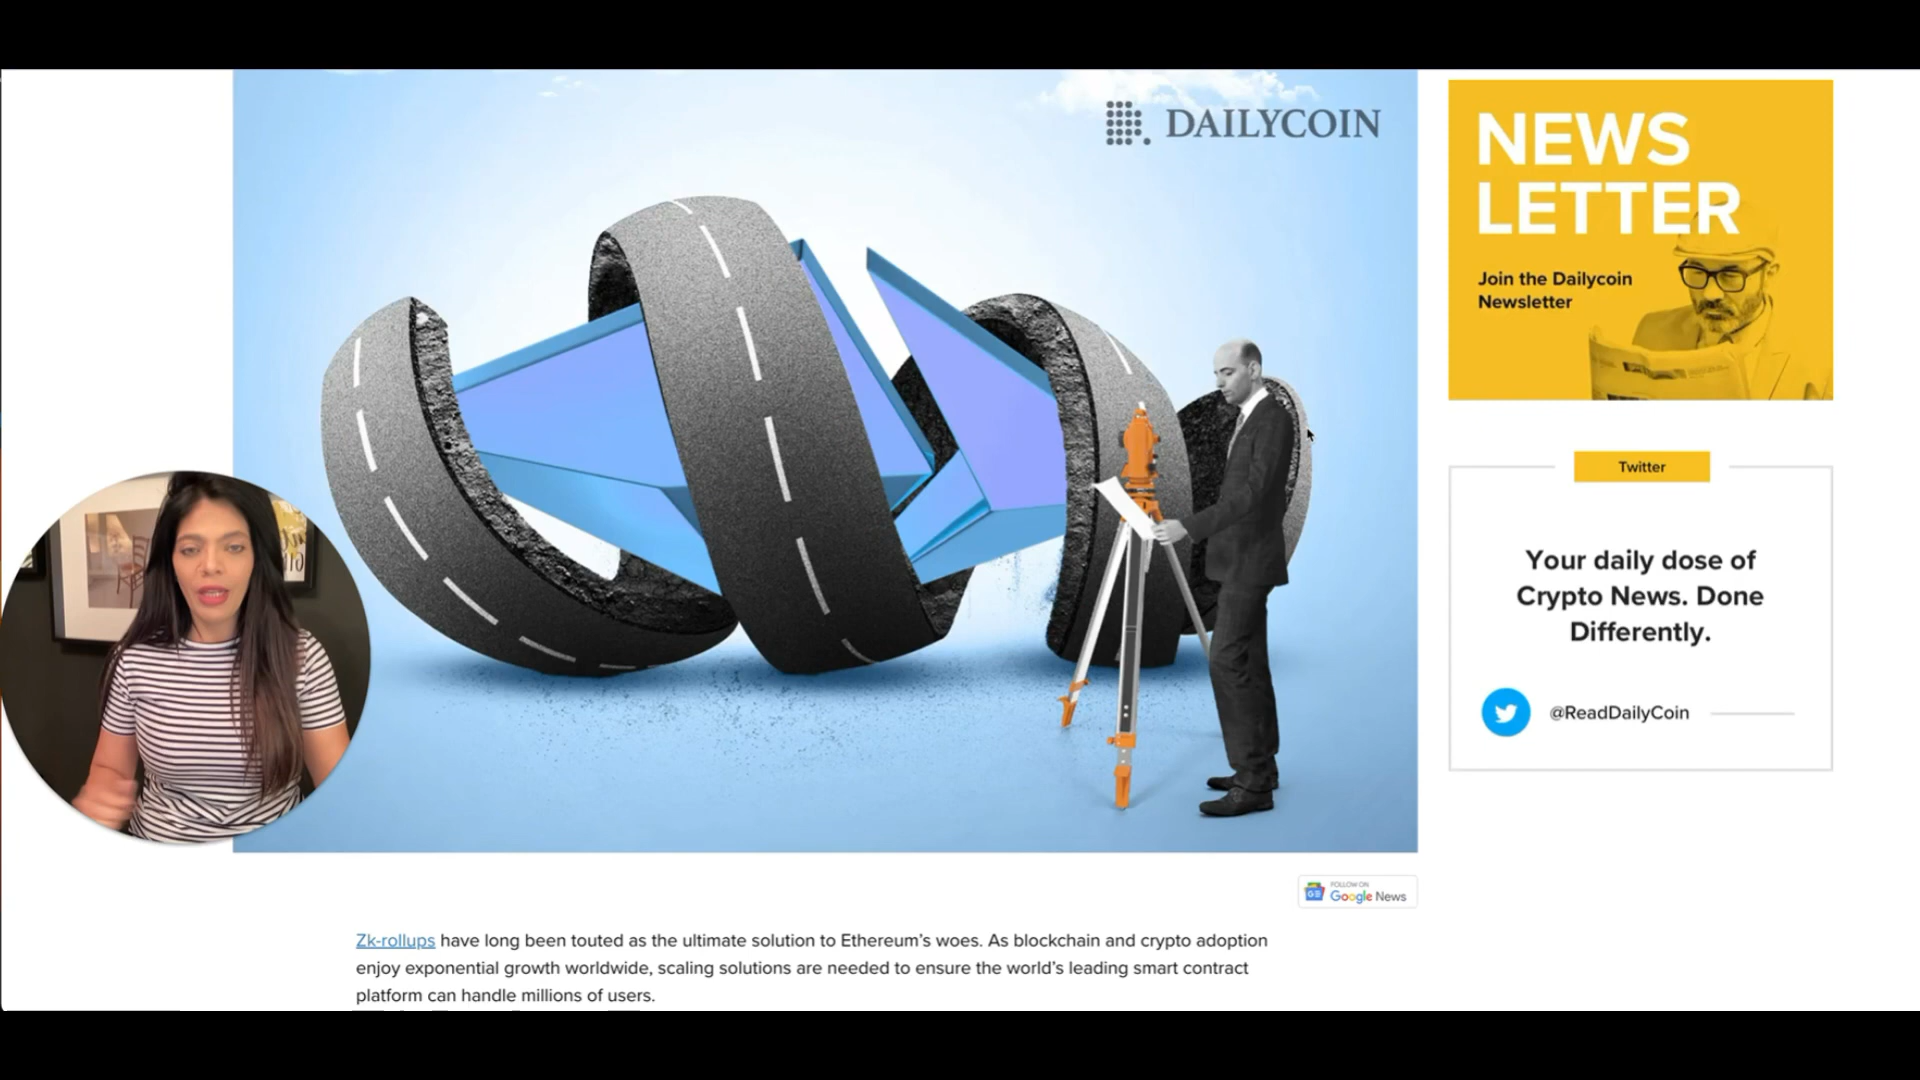 DAILYCOIN
NEWS
LETTER
Join the Dailycoin
Newsletter
Twitter
Your daily dose of
Crypto News. Done
Differently.
@ReadDailyCoin
FOLLOW ON
Google News
Zk-rollups have long been touted as the ultimate solution to Ethereum’s woes. As blockchain and crypto adoption
enjoy exponential growth worldwide, scaling solutions are needed to ensure the world’s leading smart contract
platform can handle millions of users.